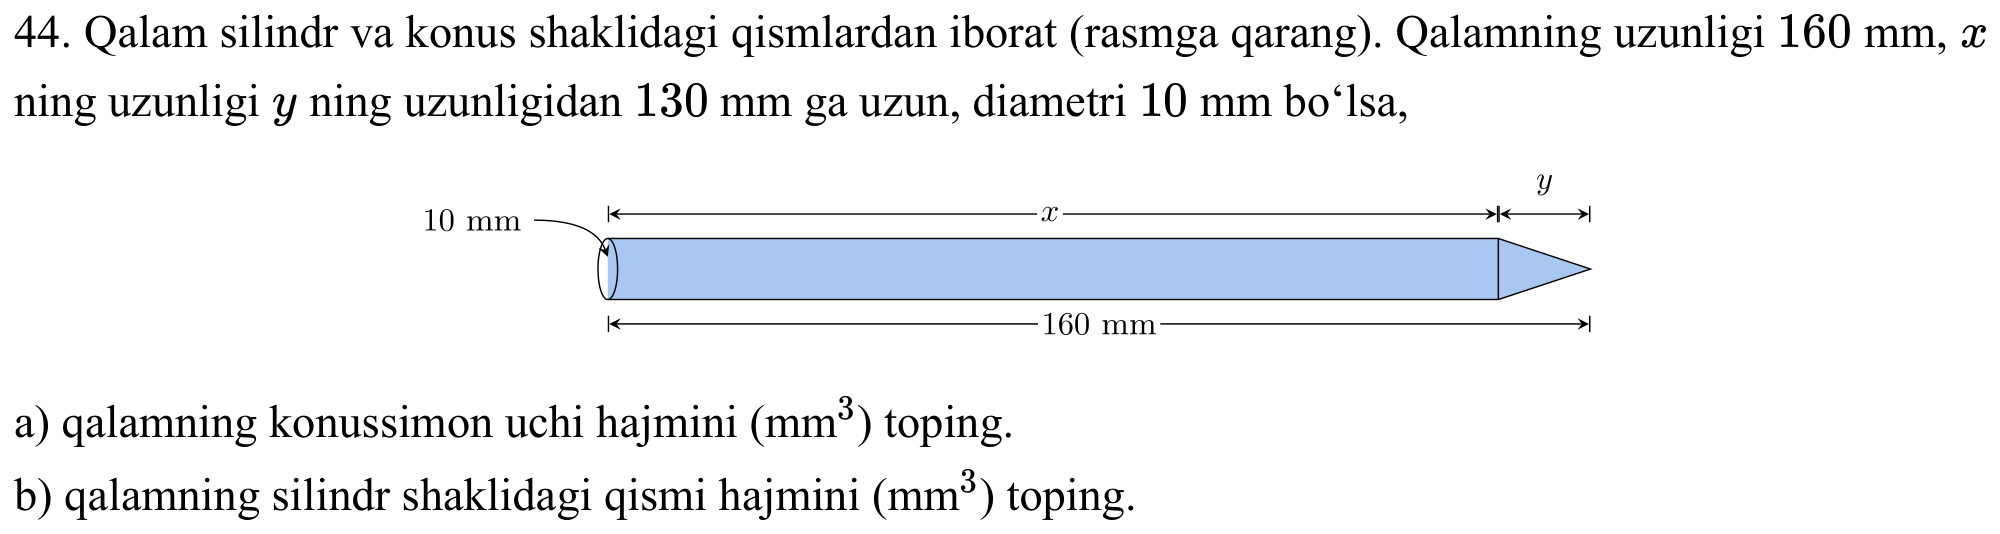 44. Qalam silindr va konus shaklidagi qismlardan iborat (rasmga qarang). Qalamning uzunligi 160 mm, x
ning uzunligi y ning uzunligidan 130 mm ga uzun, diametri 10 mm bo‘lsa,
y
10 mm
x
160 mm
a) qalamning konussimon uchi hajmini (mm³) toping.
b) qalamning silindr shaklidagi qismi hajmini (mm³) toping.